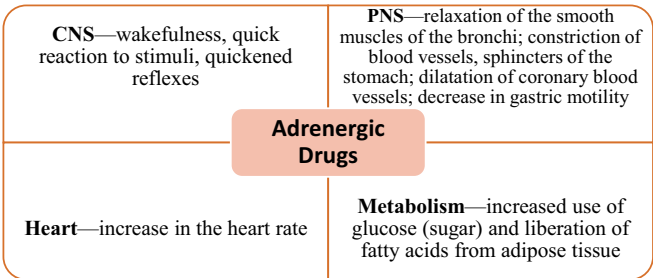 CNS—wakefulness, quick
reaction to stimuli, quickened
reflexes
PNS—relaxation of the smooth
muscles of the bronchi; constriction of
blood vessels, sphincters of the
stomach; dilatation of coronary blood
vessels; decrease in gastric motility
Adrenergic
Drugs
Heart—increase in the heart rate
Metabolism—increased use of
glucose (sugar) and liberation of
fatty acids from adipose tissue